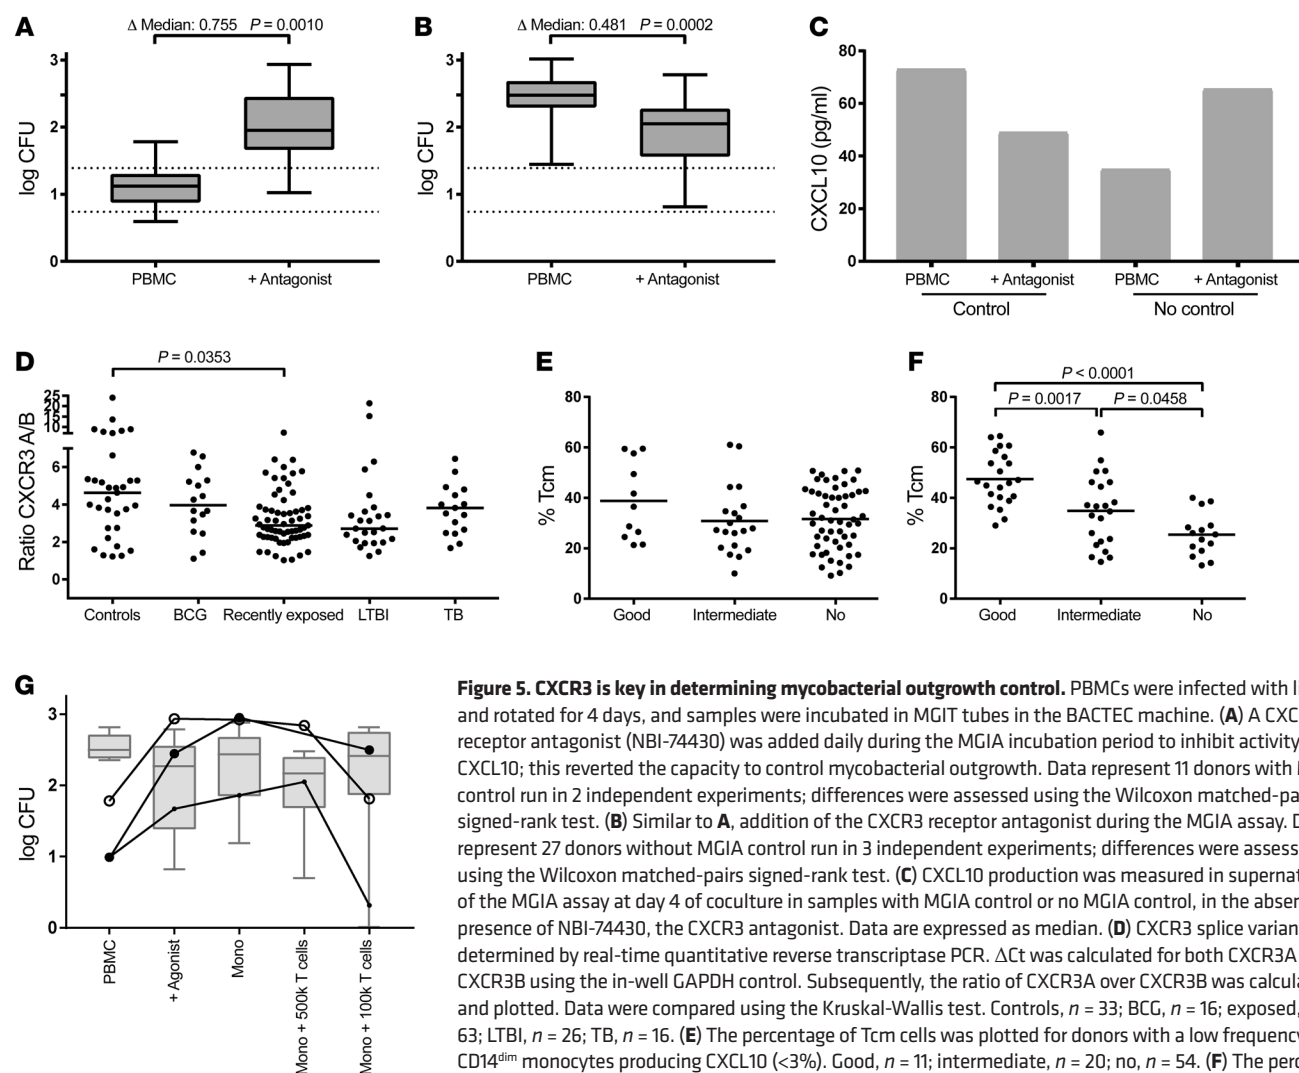 A
Δ Median: 0.755 P = 0.0010
log CFU
3
2
1
0
PBMC
+ Antagonist
B
Δ Median: 0.481 P = 0.0002
log CFU
3
2
1
0
PBMC
+ Antagonist
C
CXCL10 (pg/ml)
80
60
40
20
0
PBMC
+ Antagonist
PBMC
+ Antagonist
Control
No control
D
P = 0.0353
Ratio CXCR3 A/B
25
20
15
10
6
4
2
0
Controls
BCG
Recently exposed
LTBI
TB
E
% Tcm
80
60
40
20
0
Good
Intermediate
No
F
P < 0.0001
P = 0.0017
P = 0.0458
% Tcm
80
60
40
20
0
Good
Intermediate
No
G
log CFU
3
2
1
0
PBMC
+ Agonist
Mono
Mono + 500k T cells
Mono + 100k T cells
Figure 5. CXCR3 is key in determining mycobacterial outgrowth control. PBMCs were infected with
and rotated for 4 days, and samples were incubated in MGIT tubes in the BACTEC machine. (A) A
receptor antagonist (NBI-74430) was added daily during the MGIA incubation period to inhibit activity
CXCL10; this reverted the capacity to control mycobacterial outgrowth. Data represent 11 donors with
control run in 2 independent experiments; differences were assessed using the Wilcoxon
signed-rank test. (B) Similar to A, addition of the CXCR3 receptor antagonist during the MGIA assay.
represent 27 donors without MGIA control run in 3 independent experiments; differences were
using the Wilcoxon matched-pairs signed-rank test. (C) CXCL10 production was measured in
of the MGIA assay at day 4 of coculture in samples with MGIA control or no MGIA control, in the
presence of NBI-74430, the CXCR3 antagonist. Data are expressed as median. (D) CXCR3 splice
determined by real-time quantitative reverse transcriptase PCR. ΔCt was calculated for both CXCR3A
CXCR3B using the in-well GAPDH control. Subsequently, the ratio of CXCR3A over CXCR3B was
and plotted. Data were compared using the Kruskal-Wallis test. Controls, n = 33; BCG, n = 16; exposed,
63; LTBI, n = 26; TB, n = 16. (E) The percentage of Tcm cells was plotted for donors with a low frequency
CD14dim monocytes producing CXCL10 (<3%). Good, n = 11; intermediate, n = 20; no, n = 54. (F) The